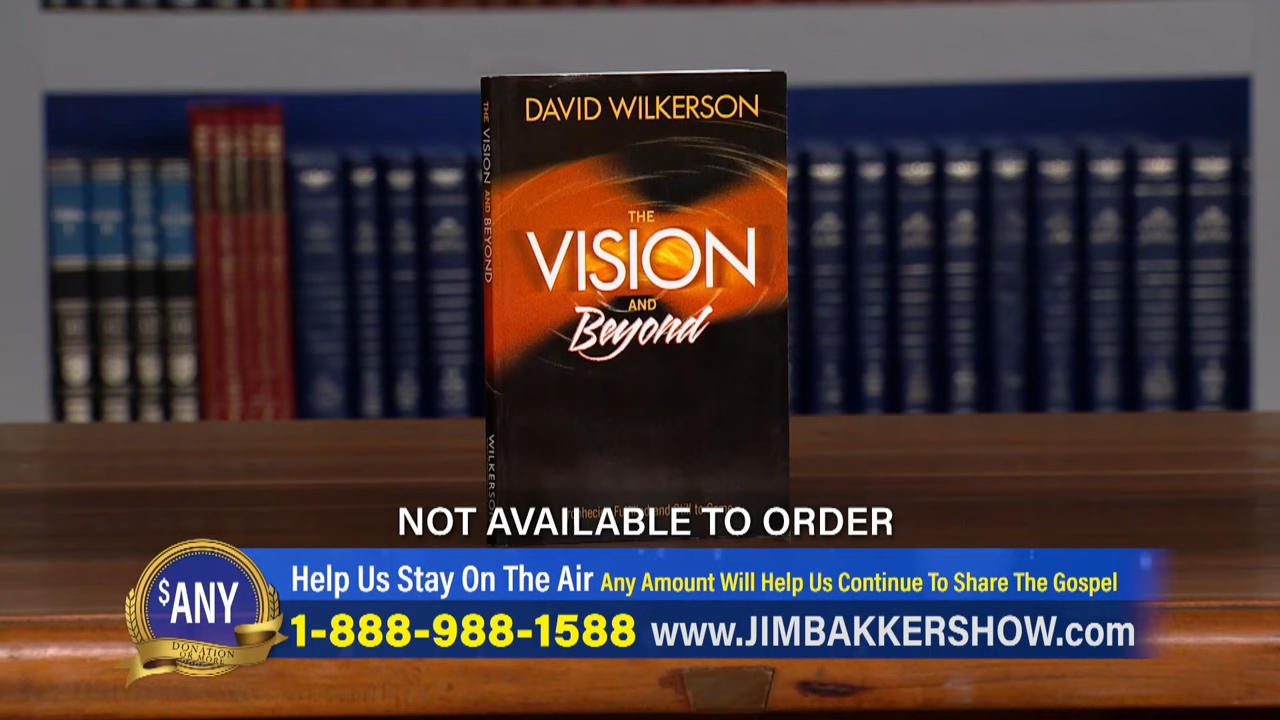 DAVID WILKERSON
THE
VISION
AND
Beyond
THE VISION AND BEYOND
WILKERSON
NOT AVAILABLE TO ORDER
$ANY
DONATION
OR MORE
Help Us Stay On The Air Any Amount Will Help Us Continue To Share The Gospel
1-888-988-1588 www.JIMBAKKERSHOW.com